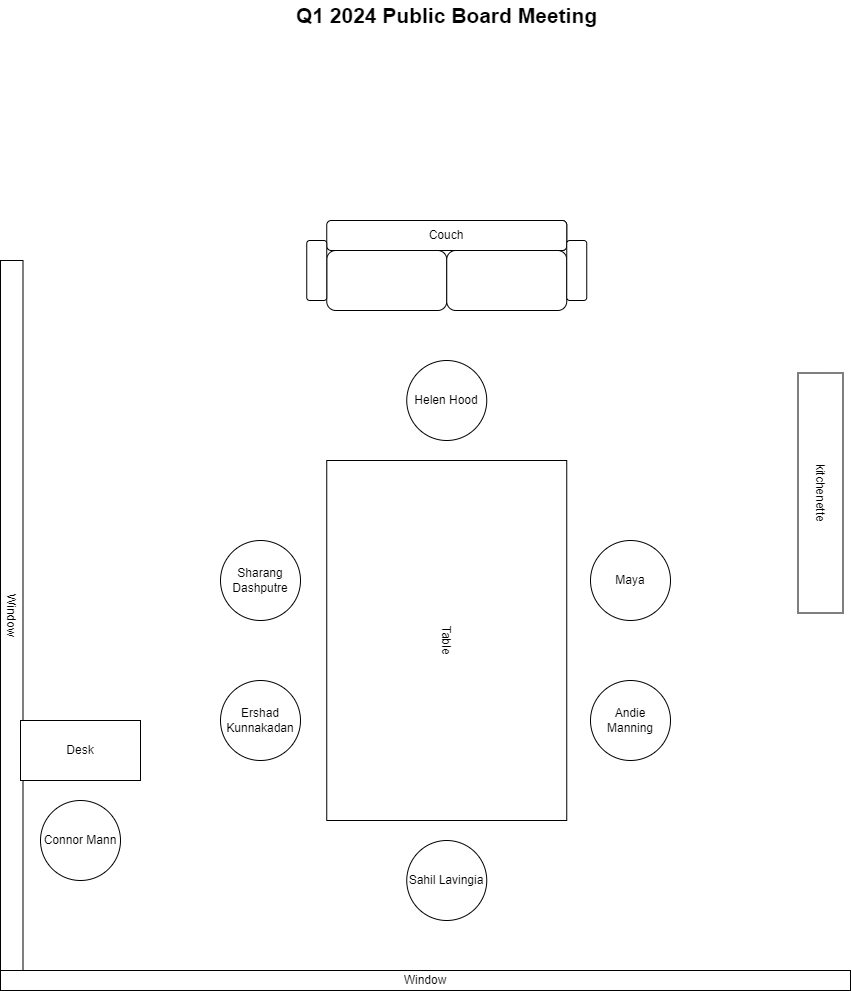 Q1 2024 Public Board Meeting
Couch
Helen Hood
kitchenette
Sharang
Dashputre
Maya
Window
Table
Ershad
Kunnakadan
Andie
Manning
Desk
Connor Mann
Sahil Lavingia
Window